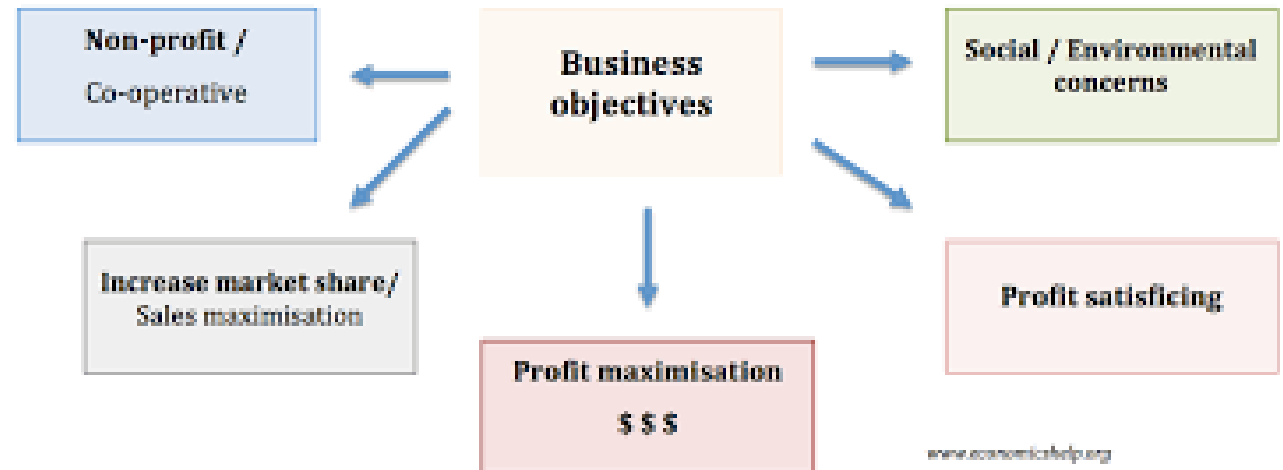 Non-profit /
Co-operative
Business
objectives
Social / Environmental
concerns
Increase market share/
Sales maximisation
Profit maximisation
$ $ $
Profit satisficing
www.economicshelp.org